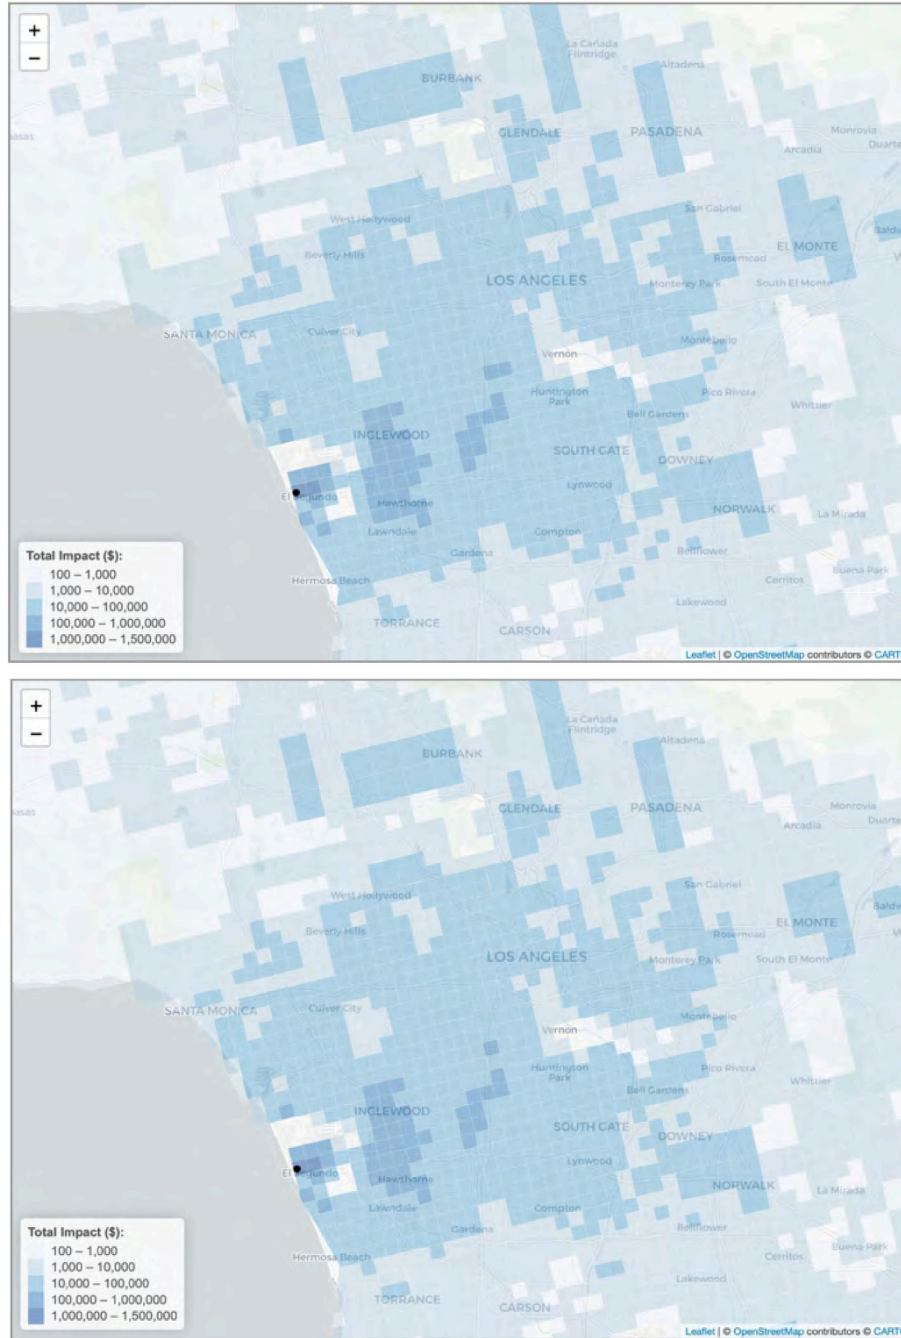 +
−
La Cañada
Flintridge
BURBANK
Altadena
GLENDALE
PASADENA
Monrovia
Duarte
Arcadia
West Hollywood
San Gabriel
Beverly Hills
EL MONTE
Rosemead
LOS ANGELES
Monterey Park
South El Monte
SANTA MONICA
Culver City
Montebello
Vernon
Huntington
Park
Pico Rivera
Bell Gardens
Whittier
INGLEWOOD
SOUTH GATE
DOWNEY
Lynwood
El Segundo
Hawthorne
NORWALK
La Mirada
Lawndale
Compton
Gardena
Bellflower
Buena Park
Hermosa Beach
Cerritos
Lakewood
TORRANCE
CARSON
Total Impact ($):
100 – 1,000
1,000 – 10,000
10,000 – 100,000
100,000 – 1,000,000
1,000,000 – 1,500,000
Leaflet | © OpenStreetMap contributors © CART
+
−
La Cañada
Flintridge
BURBANK
Altadena
GLENDALE
PASADENA
Monrovia
Duarte
Arcadia
West Hollywood
San Gabriel
Beverly Hills
EL MONTE
Rosemead
LOS ANGELES
Monterey Park
South El Monte
SANTA MONICA
Culver City
Montebello
Vernon
Huntington
Park
Pico Rivera
Bell Gardens
Whittier
INGLEWOOD
SOUTH GATE
DOWNEY
Lynwood
El Segundo
Hawthorne
NORWALK
La Mirada
Lawndale
Compton
Gardena
Bellflower
Buena Park
Hermosa Beach
Cerritos
Lakewood
TORRANCE
CARSON
Total Impact ($):
100 – 1,000
1,000 – 10,000
10,000 – 100,000
100,000 – 1,000,000
1,000,000 – 1,500,000
Leaflet | © OpenStreetMap contributors © CART